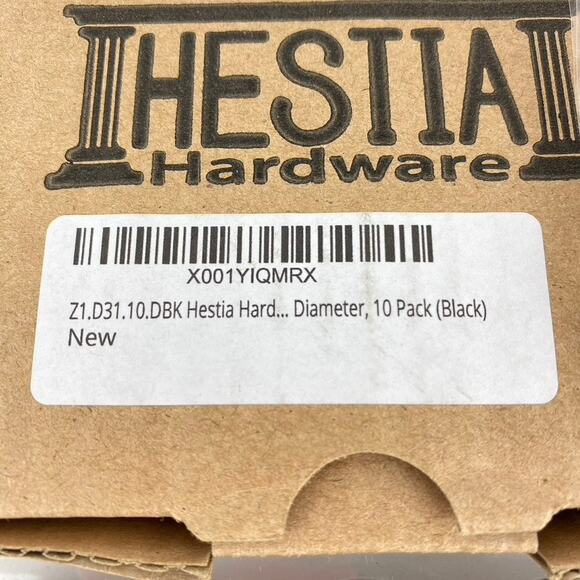 HESTIA
Hardware
X001YIQMRX
Z1.D31.10.DBK Hestia Hard... Diameter, 10 Pack (Black)
New